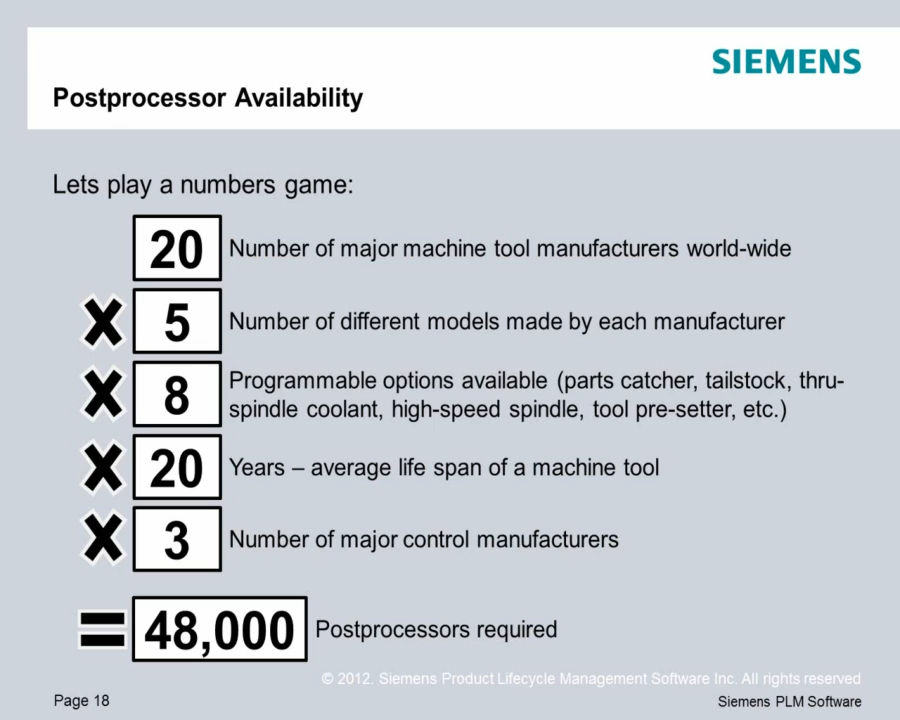 SIEMENS
Postprocessor Availability
Lets play a numbers game:
20 Number of major machine tool manufacturers world-wide
X 5 Number of different models made by each manufacturer
X 8 Programmable options available (parts catcher, tailstock, thru-
spindle coolant, high-speed spindle, tool pre-setter, etc.)
X 20 Years – average life span of a machine tool
X 3 Number of major control manufacturers
= 48,000 Postprocessors required
© 2012. Siemens Product Lifecycle Management Software Inc. All rights reserved
Page 18
Siemens PLM Software